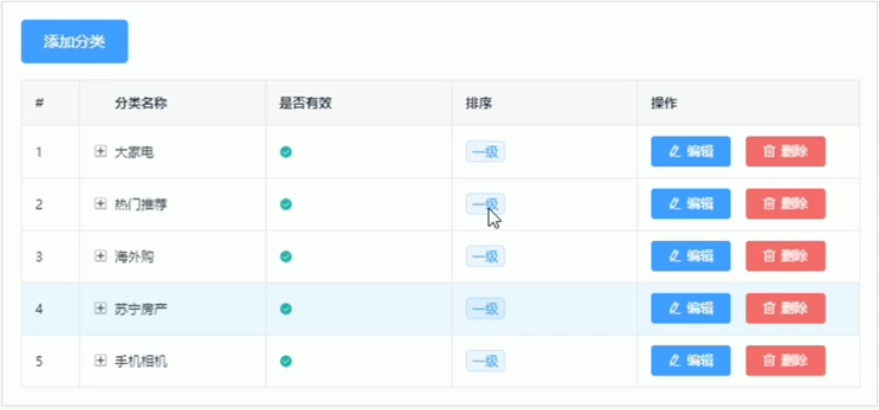 添加分类
# 分类名称 是否有效 排序 操作
1 大家电 一级 编辑 删除
2 热门推荐 一级 编辑 删除
3 海外购 一级 编辑 删除
4 苏宁房产 一级 编辑 删除
5 手机相机 一级 编辑 删除